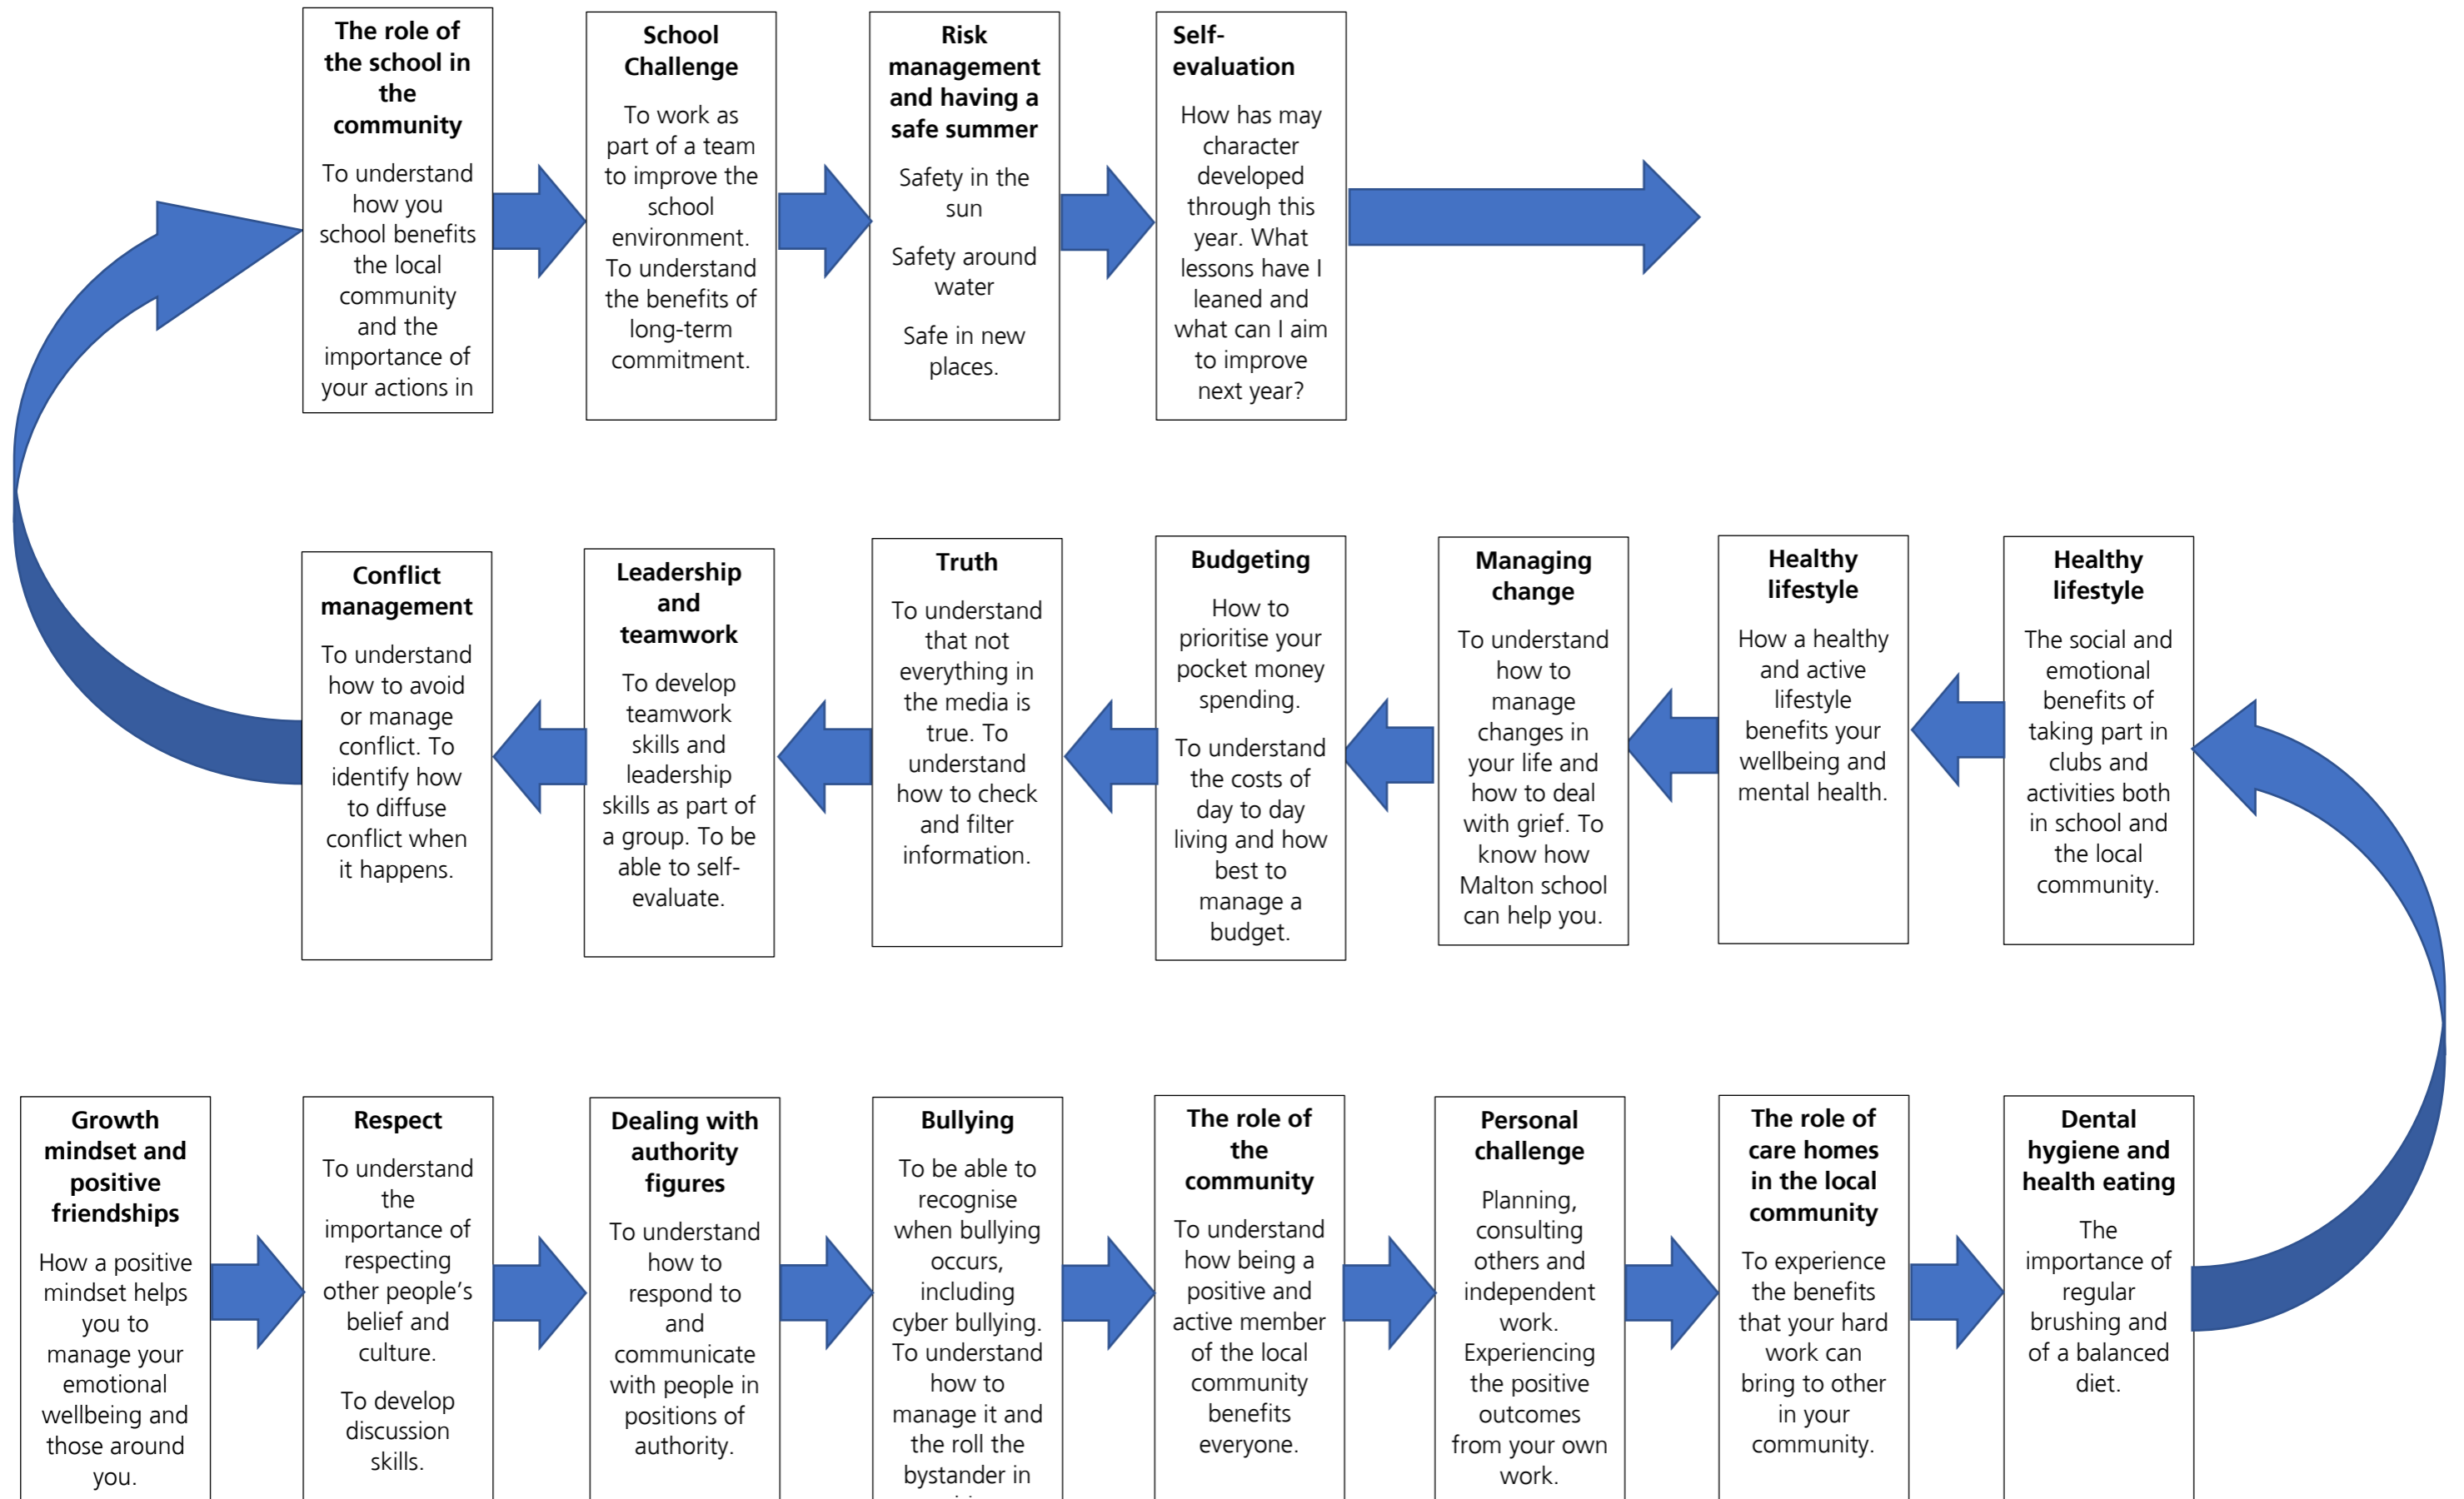 The role of
the school in
the
community
To understand
how you
school benefits
the local
community
and the
importance of
your actions in
School
Challenge
To work as
part of a team
to improve the
school
environment.
To understand
the benefits of
long-term
commitment.
Risk
management
and having a
safe summer
Safety in the
sun
Safety around
water
Safe in new
places.
Self-
evaluation
How has may
character
developed
through this
year. What
lessons have I
leaned and
what can I aim
to improve
next year?
Conflict
management
To understand
how to avoid
or manage
conflict. To
identify how
to diffuse
conflict when
it happens.
Leadership
and
teamwork
To develop
teamwork
skills and
leadership
skills as part of
a group. To be
able to self-
evaluate.
Truth
To understand
that not
everything in
the media is
true. To
understand
how to check
and filter
information.
Budgeting
How to
prioritise your
pocket money
spending.
To understand
the costs of
day to day
living and how
best to
manage a
budget.
Managing
change
To understand
how to
manage
changes in
your life and
how to deal
with grief. To
know how
Malton school
can help you.
Healthy
lifestyle
How a healthy
and active
lifestyle
benefits your
wellbeing and
mental health.
Healthy
lifestyle
The social and
emotional
benefits of
taking part in
clubs and
activities both
in school and
the local
community.
Growth
mindset and
positive
friendships
How a positive
mindset helps
you to
manage your
emotional
wellbeing and
those around
you.
Respect
To understand
the
importance of
respecting
other people’s
belief and
culture.
To develop
discussion
skills.
Dealing with
authority
figures
To understand
how to
respond to
and
communicate
with people in
positions of
authority.
Bullying
To be able to
recognise
when bullying
occurs,
including
cyber bullying.
To understand
how to
manage it and
the roll the
bystander in
The role of
the
community
To understand
how being a
positive and
active member
of the local
community
benefits
everyone.
Personal
challenge
Planning,
consulting
others and
independent
work.
Experiencing
the positive
outcomes
from your own
work.
The role of
care homes
in the local
community
To experience
the benefits
that your hard
work can
bring to other
in your
community.
Dental
hygiene and
health eating
The
importance of
regular
brushing and
of a balanced
diet.